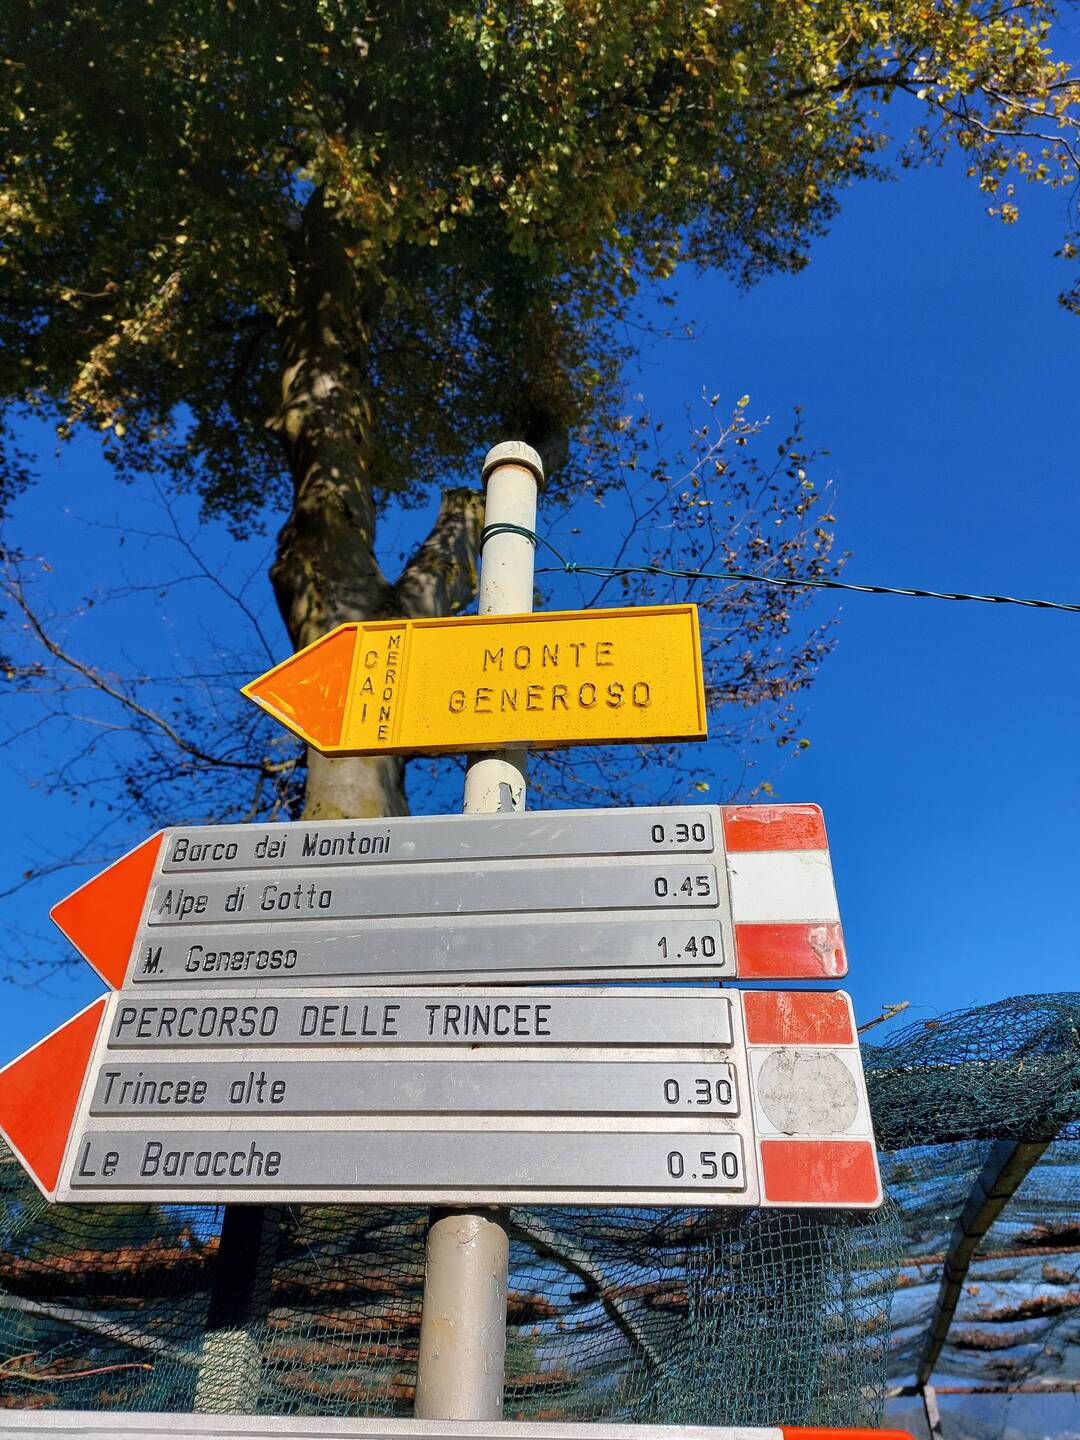 CAI
MERONE
MONTE
GENEROSO
Barco dei Montoni 0.30
Alpe di Gotta 0.45
M. Generoso 1.40
PERCORSO DELLE TRINCEE
Trincee alte 0.30
Le Baracche 0.50